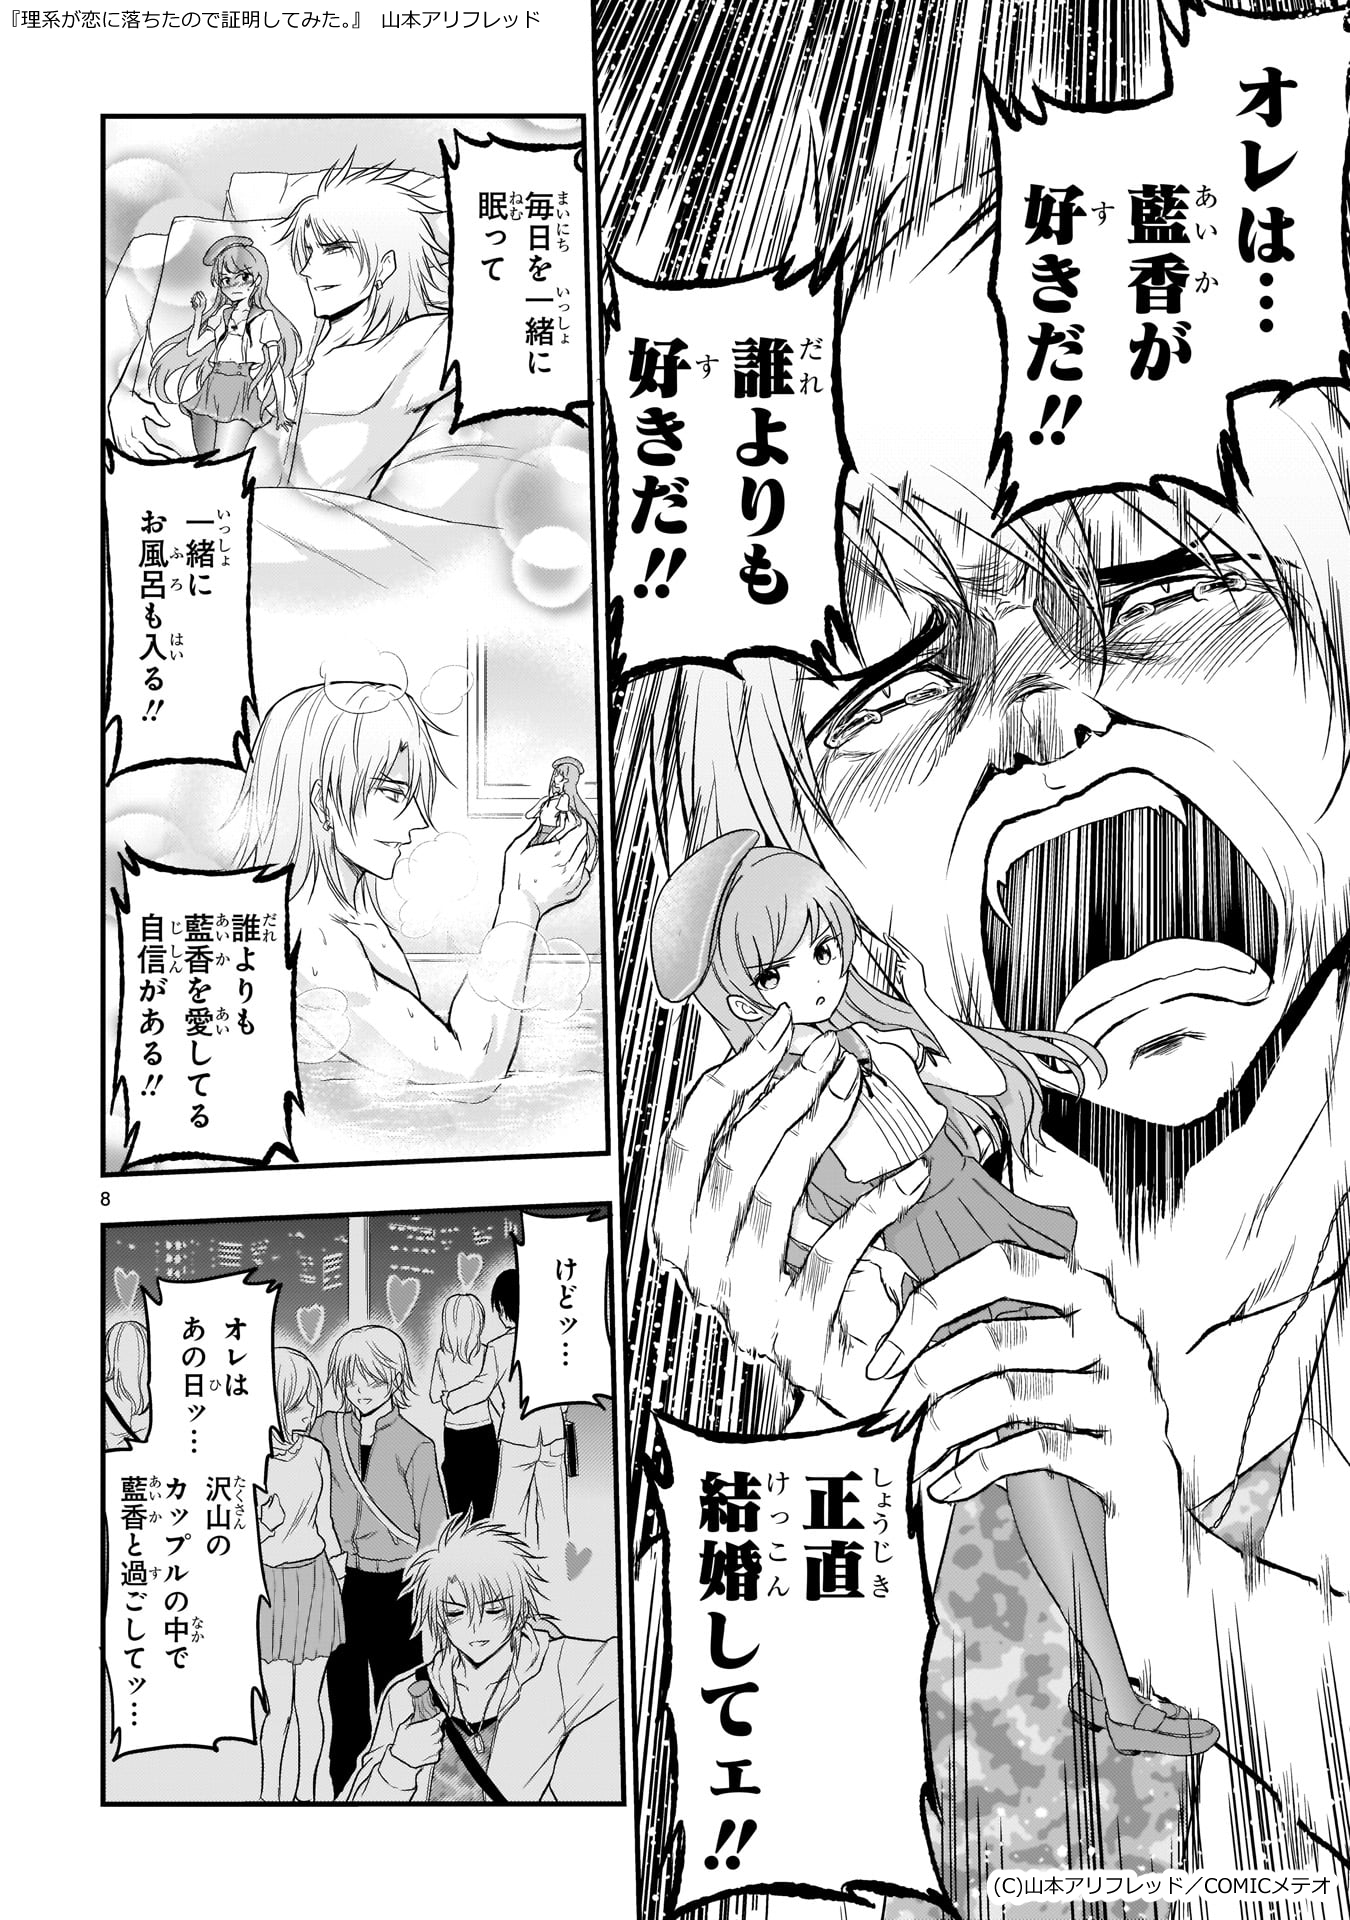 『理系が恋に落ちたので証明してみた。』 山本アリフレッド
オレは…
藍香が
好きだ!!
誰よりも
好きだ!!
正直
結婚してェ!!
毎日を一緒に
眠って
一緒に
お風呂も入る!!
誰よりも
藍香を愛してる
自信がある!!
けどッ…
オレは
あの日ッ…
沢山の
カップルの中で
藍香と過ごしてッ…
8
(C)山本アリフレッド／COMICメテオ